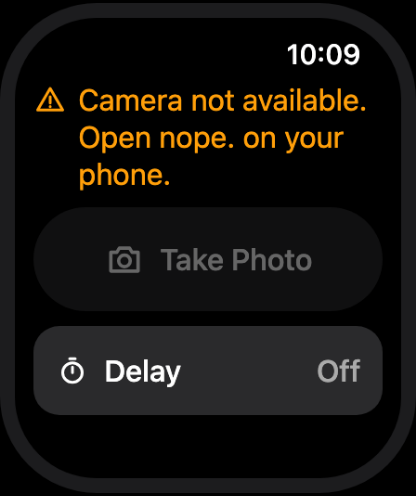 10:09
Camera not available.
Open nope. on your
phone.
Take Photo
Delay Off